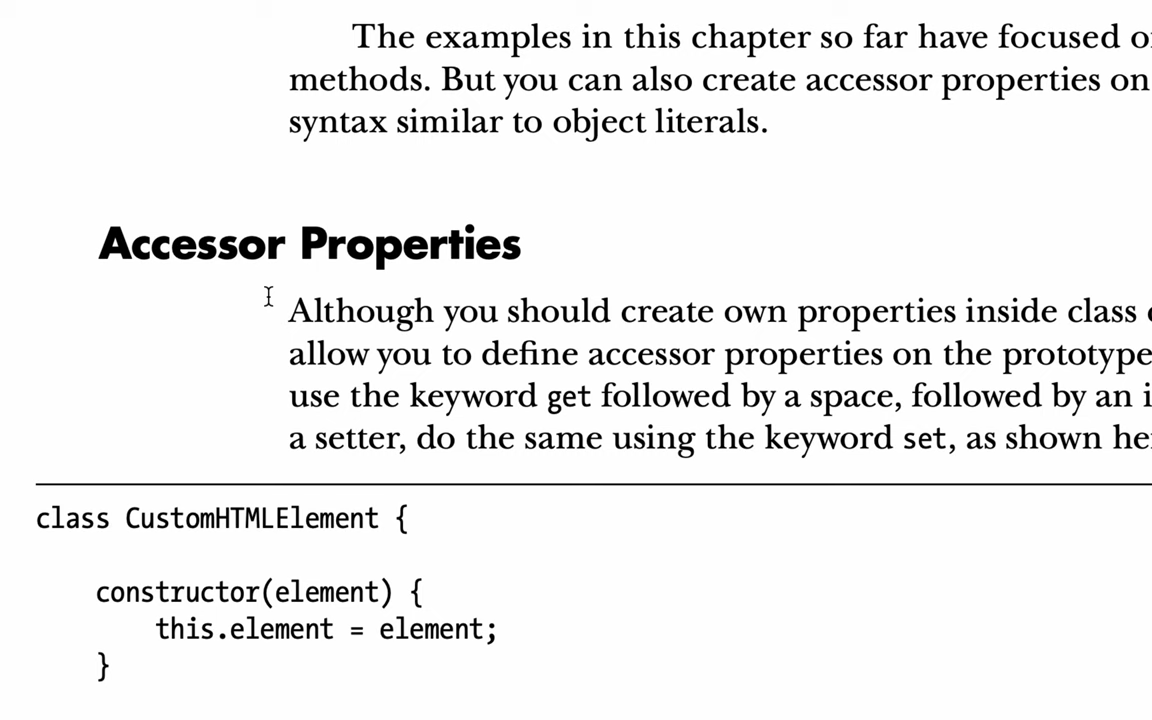 The examples in this chapter so far have focused
methods. But you can also create accessor properties on
syntax similar to object literals.
Accessor Properties
Although you should create own properties inside class
allow you to define accessor properties on the prototype
use the keyword get followed by a space, followed by an
a setter, do the same using the keyword set, as shown
class CustomHTMLElement {
constructor(element) {
this.element = element;
}